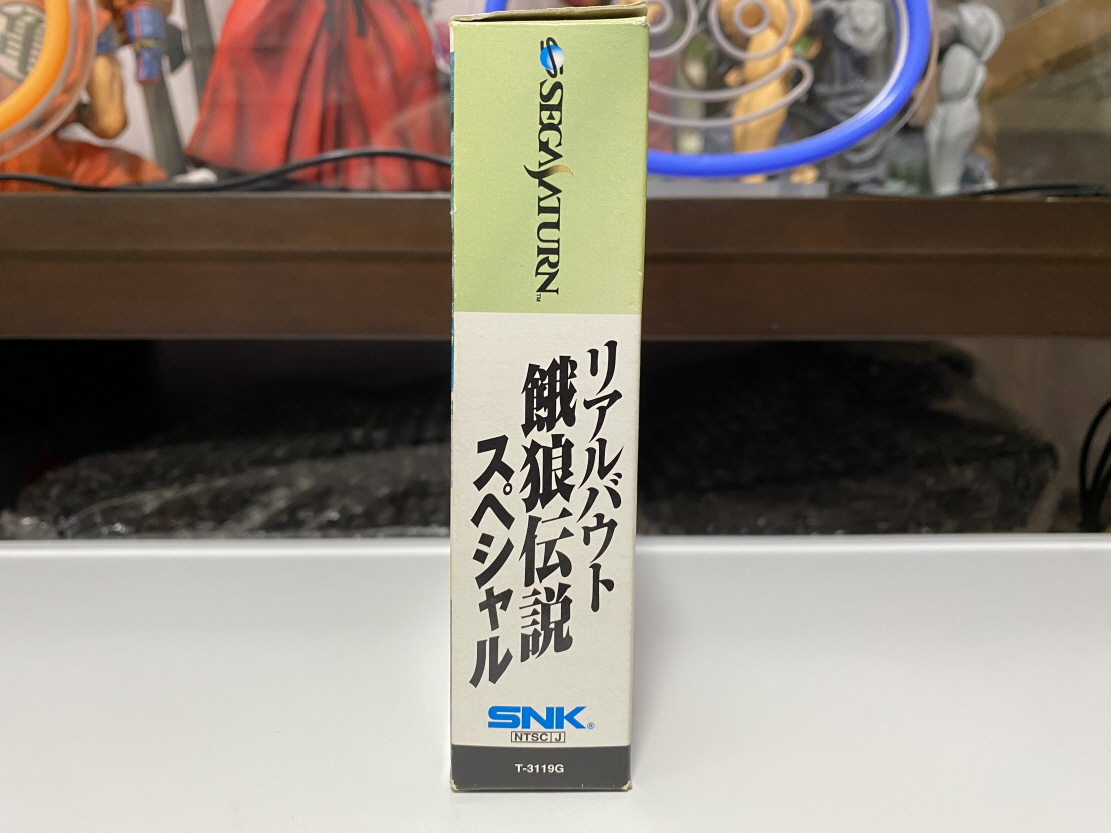 SEGA SATURN™
リアルバウト
餓狼伝説
スペシャル
SNK®
NTSC J
T-3119G